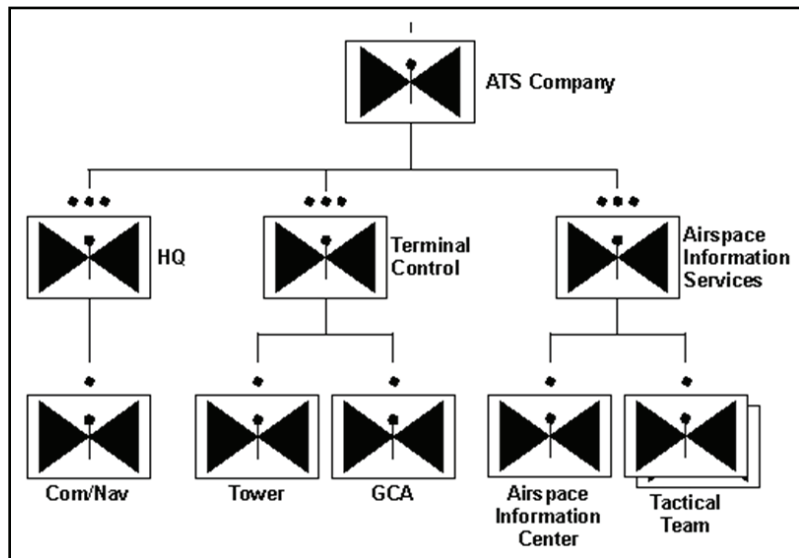 ATS Company
HQ
Terminal
Control
Airspace
Information
Services
Com/Nav
Tower
GCA
Airspace
Information
Center
Tactical
Team